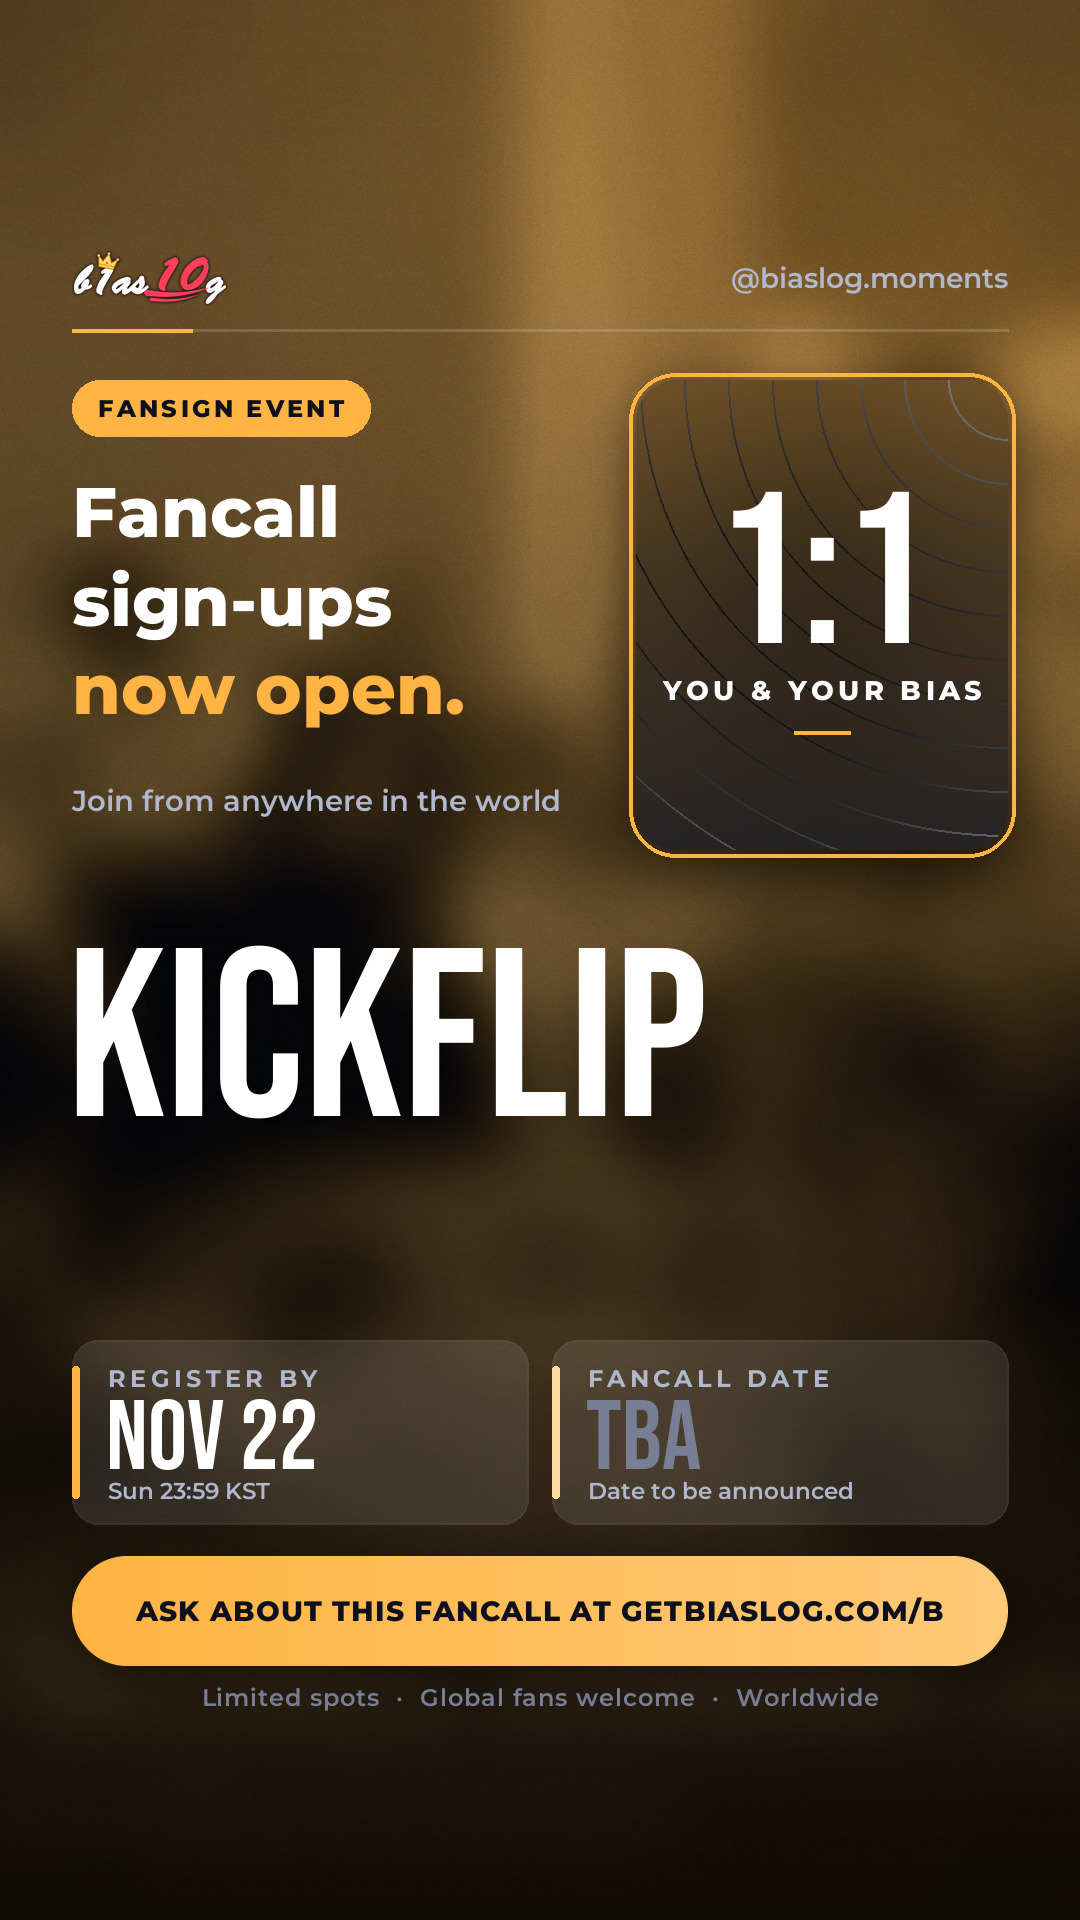 b1as10g
@biaslog.moments
FANSIGN EVENT
Fancall
sign-ups
now open.
Join from anywhere in the world
1:1
YOU & YOUR BIAS
KICKFLIP
REGISTER BY
NOV 22
Sun 23:59 KST
FANCALL DATE
TBA
Date to be announced
ASK ABOUT THIS FANCALL AT GETBIASLOG.COM/B
Limited spots · Global fans welcome · Worldwide